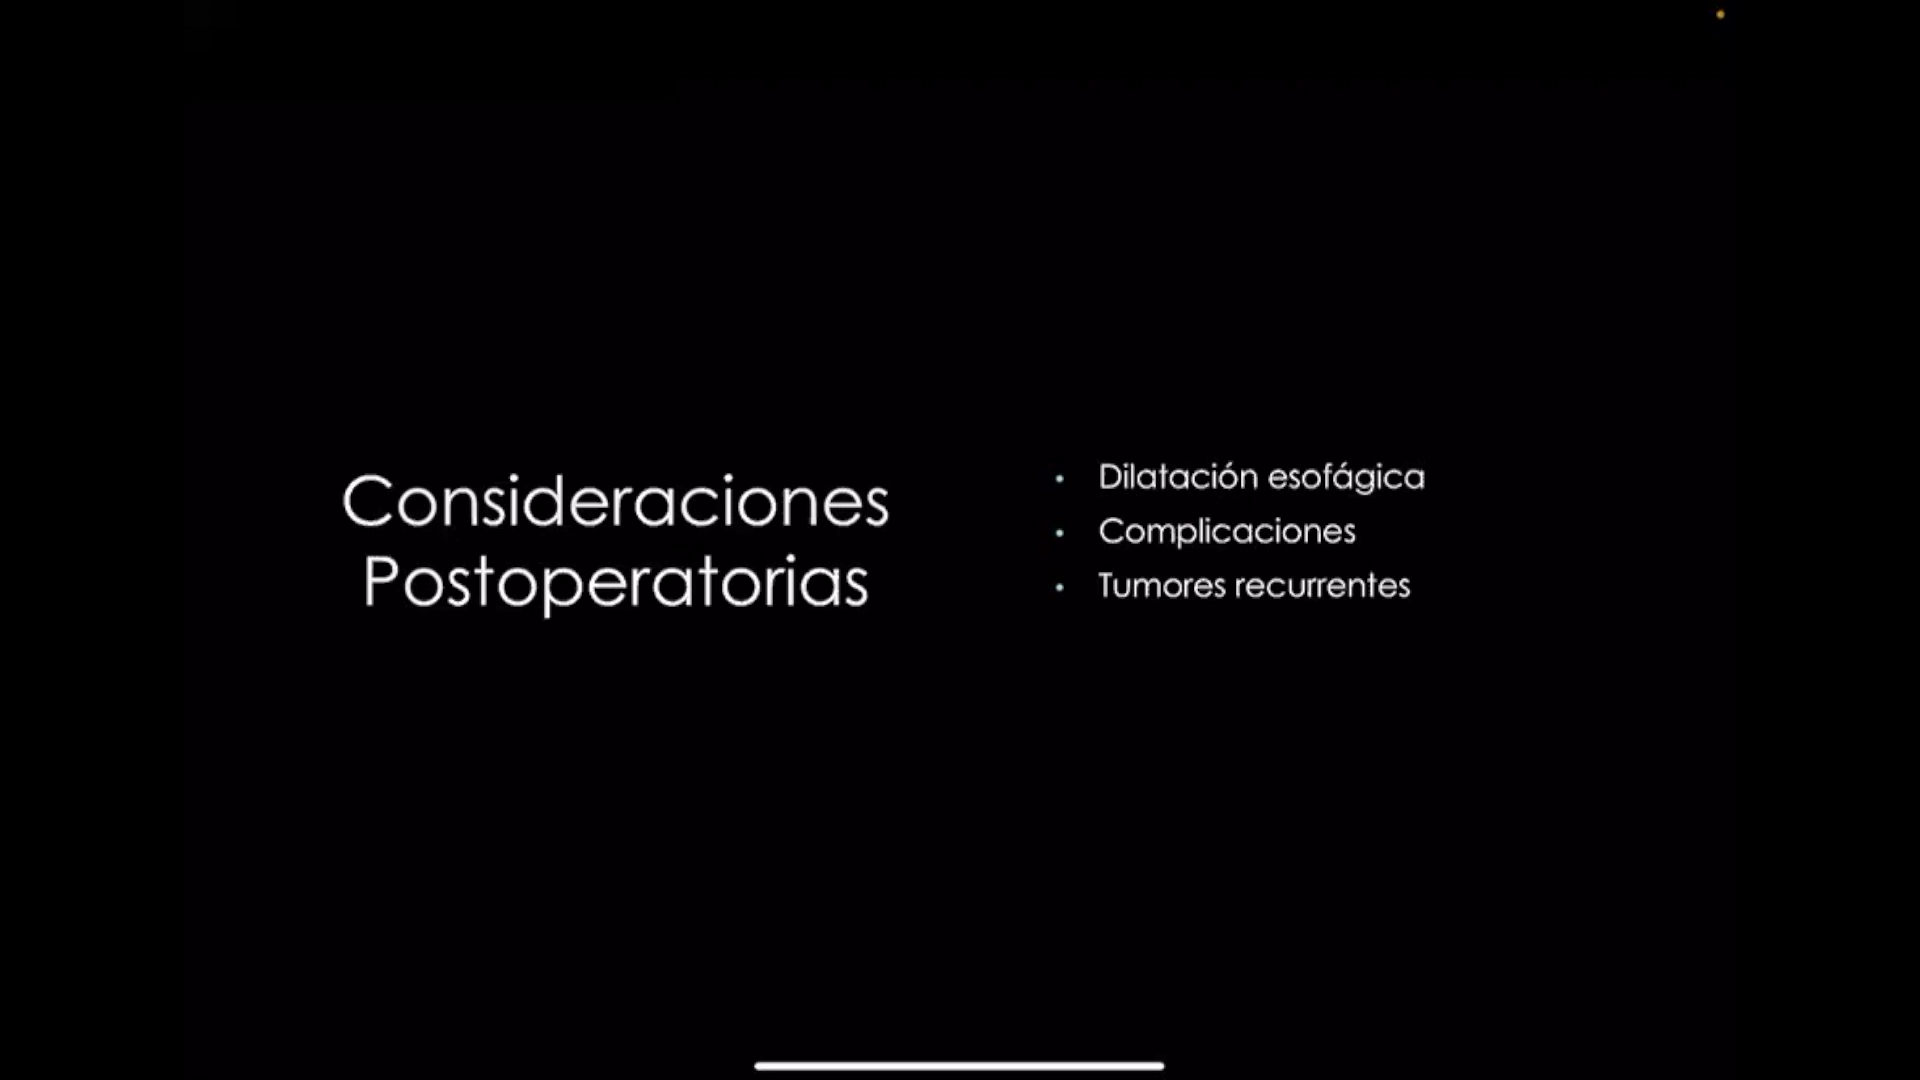 Consideraciones
Postoperatorias
• Dilatación esofágica
• Complicaciones
• Tumores recurrentes